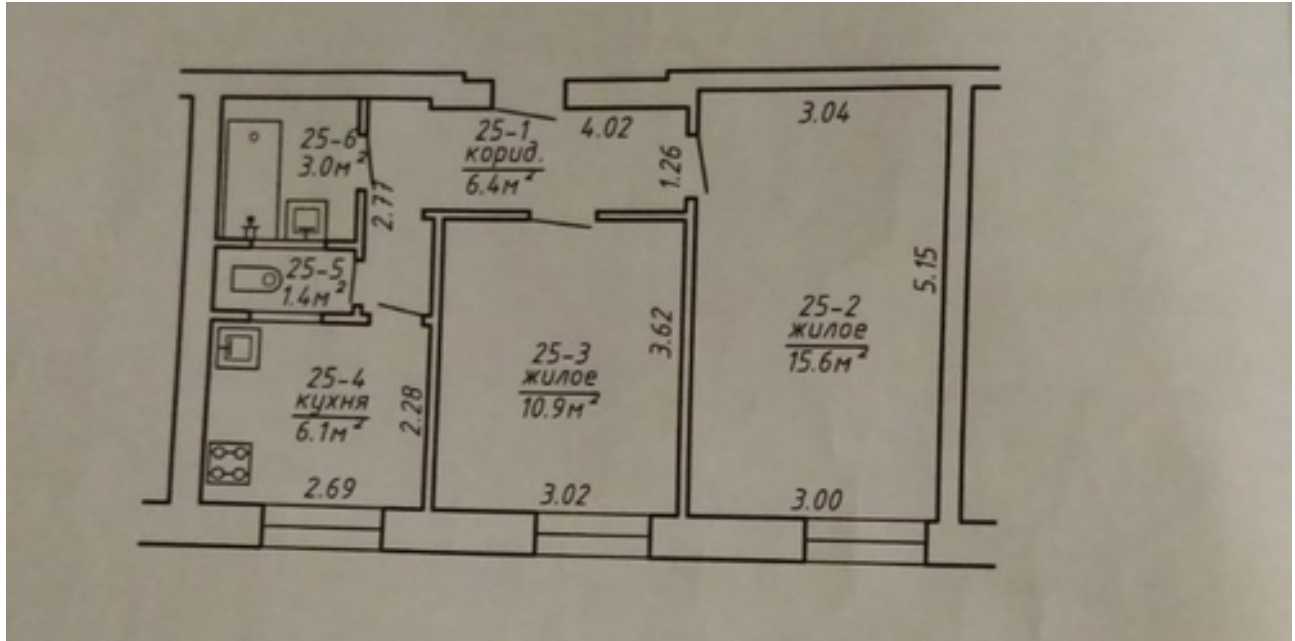 25-6
3.0м²
25-1
корид.
6.4м²
4.02
1.26
3.04
2.77
25-5
1.4м²
5.15
25-2
жилое
15.6м²
3.62
25-3
жилое
10.9м²
25-4
кухня
6.1м²
2.28
2.69
3.02
3.00